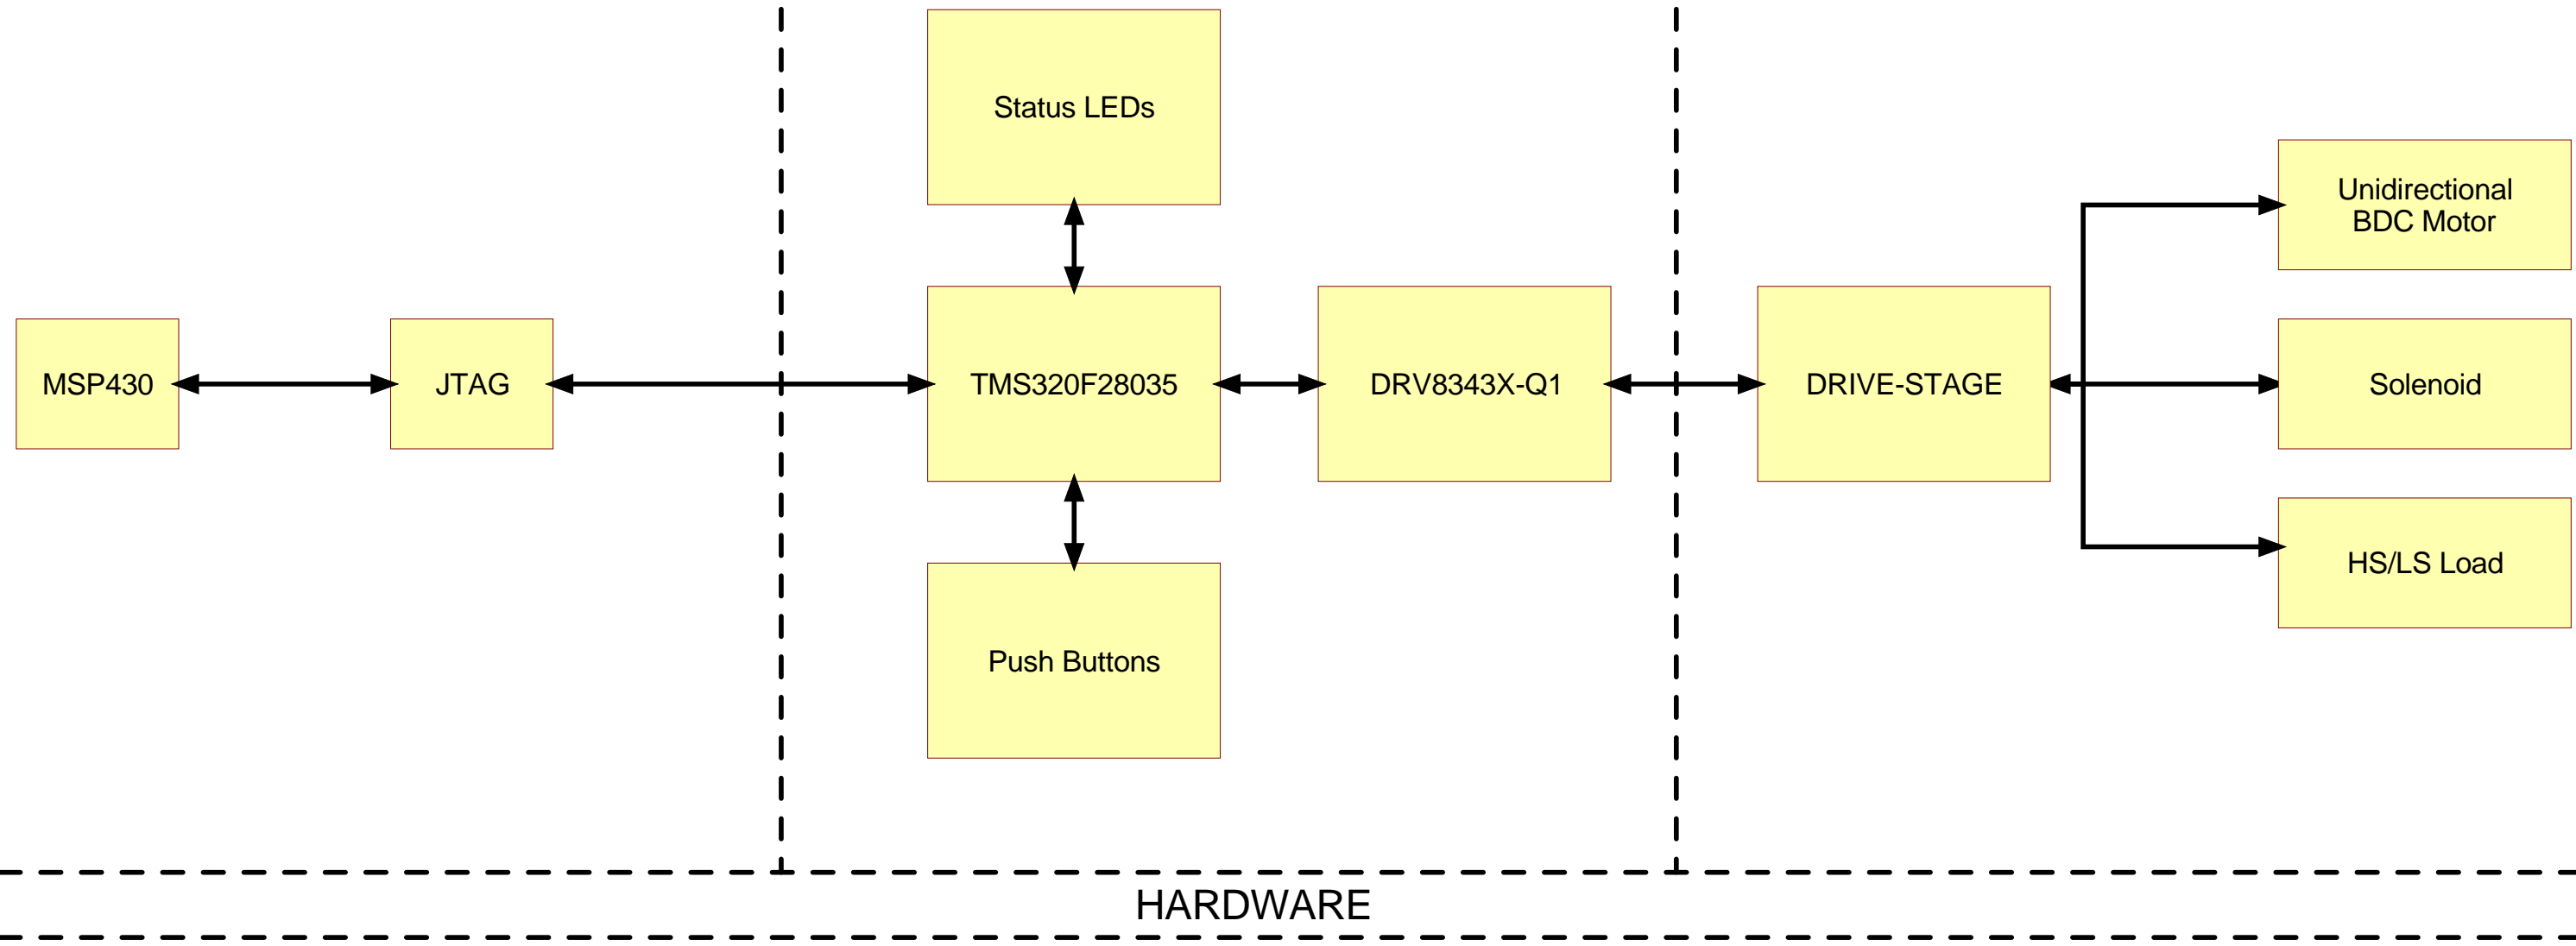 Status LEDs
Unidirectional
BDC Motor
MSP430
JTAG
TMS320F28035
DRV8343X-Q1
DRIVE-STAGE
Solenoid
HS/LS Load
Push Buttons
HARDWARE